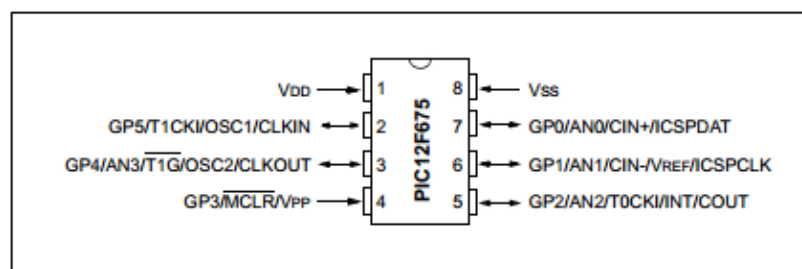 VDD 1 8 VSS
GP5/T1CKI/OSC1/CLKIN 2 7 GP0/AN0/CIN+/ICSPDAT
GP4/AN3/T1G/OSC2/CLKOUT 3 6 GP1/AN1/CIN-/VREF/ICSPCLK
GP3/MCLR/VPP 4 5 GP2/AN2/T0CKI/INT/COUT
PIC12F675